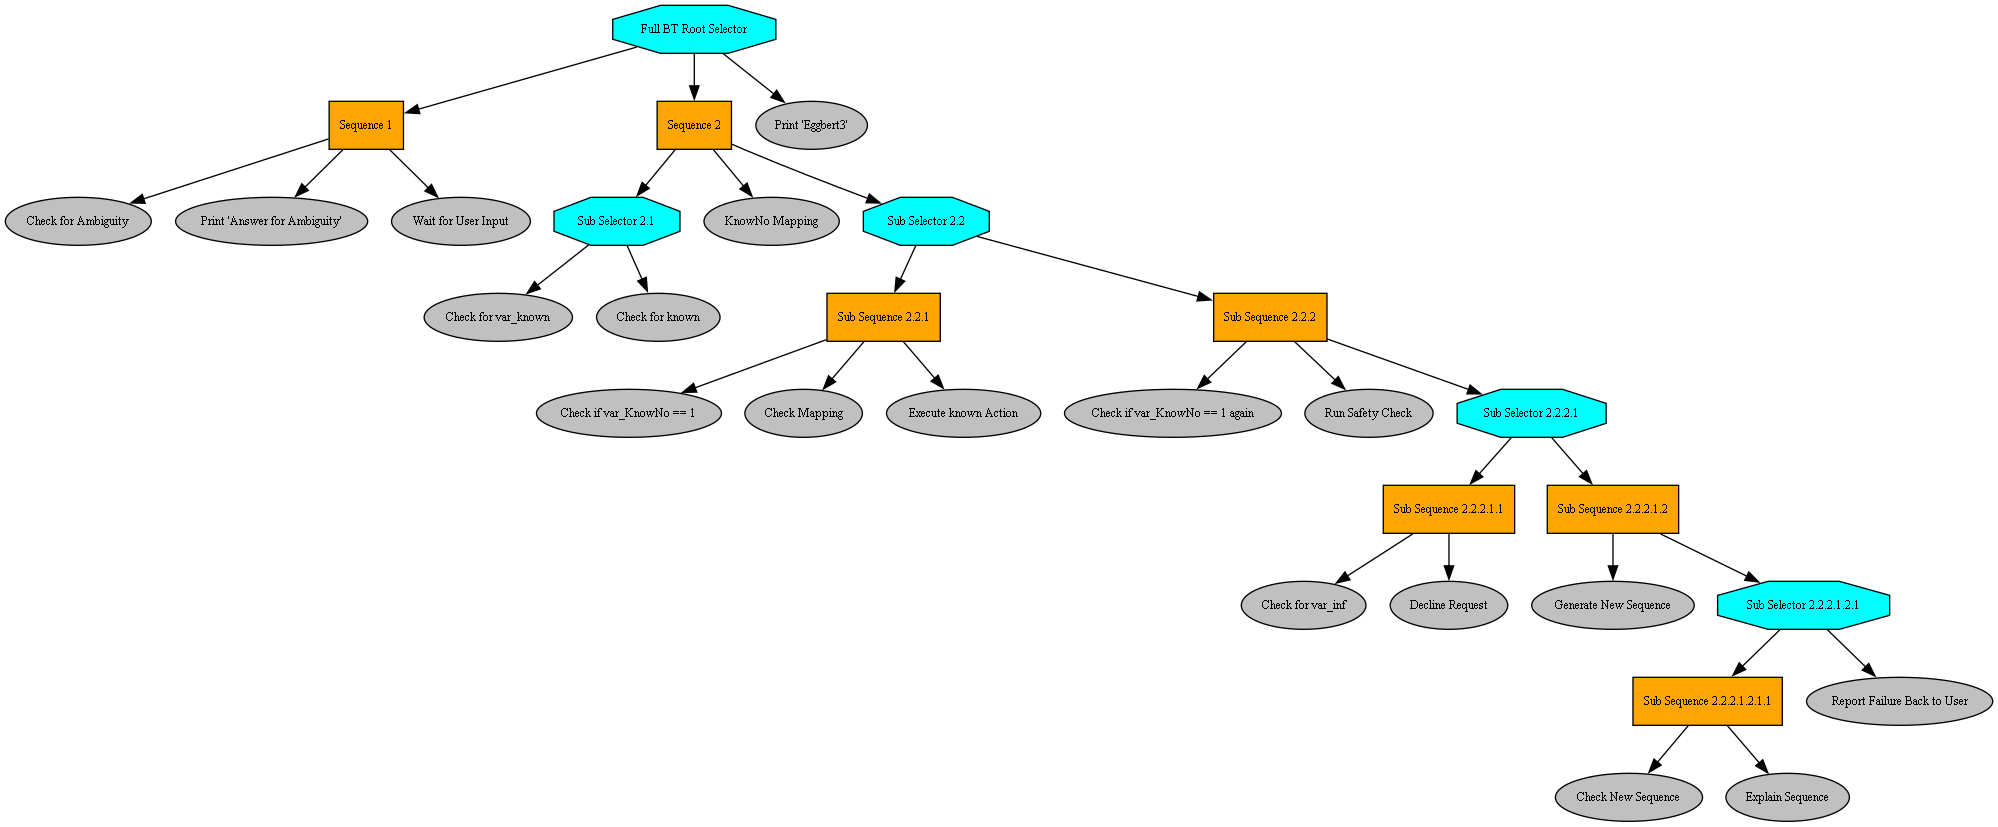 Full BT Root Selector
Sequence 1
Sequence 2
Print 'Eggbert3'
Check for Ambiguity
Print 'Answer for Ambiguity'
Wait for User Input
Sub Selector 2.1
KnowNo Mapping
Sub Selector 2.2
Check for var_known
Check for known
Sub Sequence 2.2.1
Sub Sequence 2.2.2
Check if var_KnowNo == 1
Check Mapping
Execute known Action
Check if var_KnowNo == 1 again
Run Safety Check
Sub Selector 2.2.2.1
Sub Sequence 2.2.2.1.1
Sub Sequence 2.2.2.1.2
Check for var_inf
Decline Request
Generate New Sequence
Sub Selector 2.2.2.1.2.1
Sub Sequence 2.2.2.1.2.1.1
Report Failure Back to User
Check New Sequence
Explain Sequence